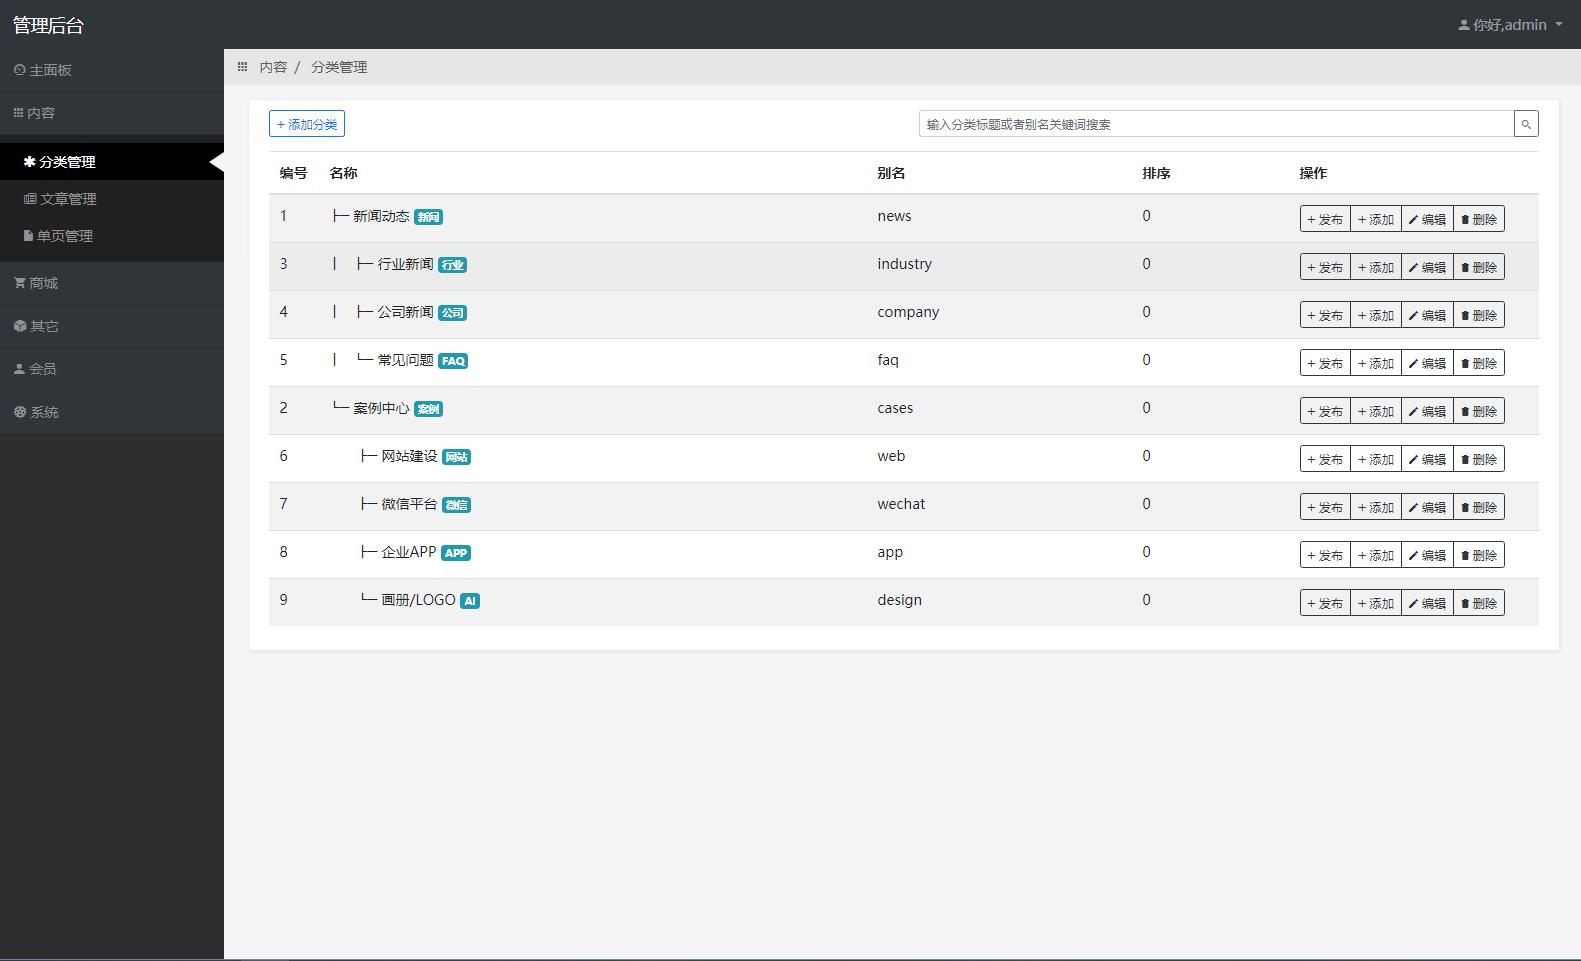 管理后台
你好,admin
主面板
内容
分类管理
文章管理
单页管理
商城
其它
会员
系统
内容 / 分类管理
+ 添加分类
输入分类标题或者别名关键词搜索
编号 名称 别名 排序 操作
1 ├─ 新闻动态 新闻 news 0 + 发布 + 添加 编辑 删除
3 | ├─ 行业新闻 行业 industry 0 + 发布 + 添加 编辑 删除
4 | ├─ 公司新闻 公司 company 0 + 发布 + 添加 编辑 删除
5 | └─ 常见问题 FAQ faq 0 + 发布 + 添加 编辑 删除
2 └─ 案例中心 案例 cases 0 + 发布 + 添加 编辑 删除
6 ├─ 网站建设 网站 web 0 + 发布 + 添加 编辑 删除
7 ├─ 微信平台 微信 wechat 0 + 发布 + 添加 编辑 删除
8 ├─ 企业APP APP app 0 + 发布 + 添加 编辑 删除
9 └─ 画册/LOGO AI design 0 + 发布 + 添加 编辑 删除